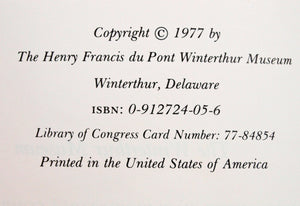 Copyright © 1977 by
The Henry Francis du Pont Winterthur Museum
Winterthur, Delaware
ISBN: 0-912724-05-6
Library of Congress Card Number: 77-84854
Printed in the United States of America